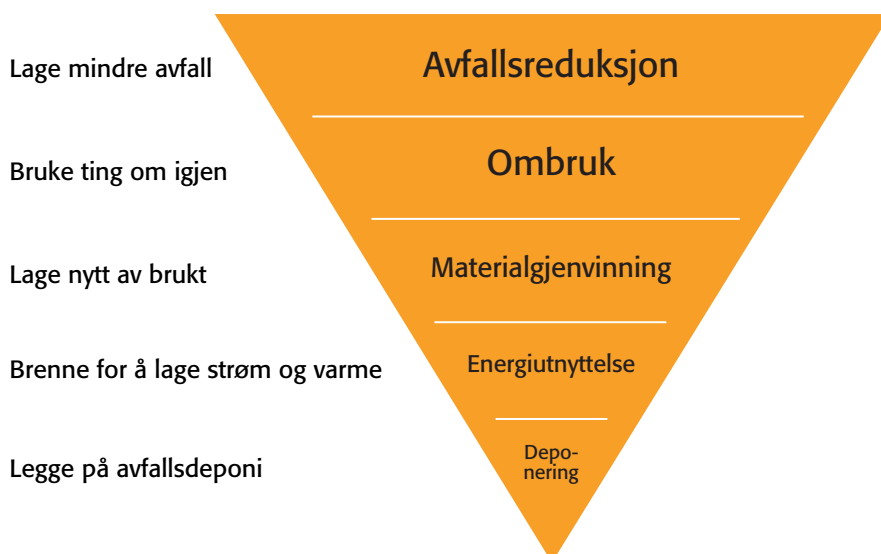 Lage mindre avfall
Avfallsreduksjon
Bruke ting om igjen
Ombruk
Lage nytt av brukt
Materialgjenvinning
Brenne for å lage strøm og varme
Energiutnyttelse
Legge på avfallsdeponi
Depo-
nering